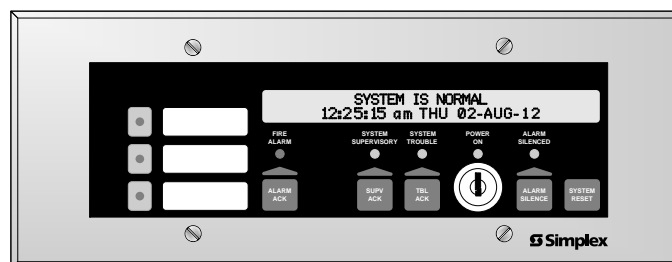 SYSTEM IS NORMAL
12:25:15 am THU 02-AUG-12
FIRE ALARM
SYSTEM SUPERVISORY
SYSTEM TROUBLE
POWER ON
ALARM SILENCED
ALARM ACK
SUPV ACK
TBL ACK
ALARM SILENCE
SYSTEM RESET
Simplex